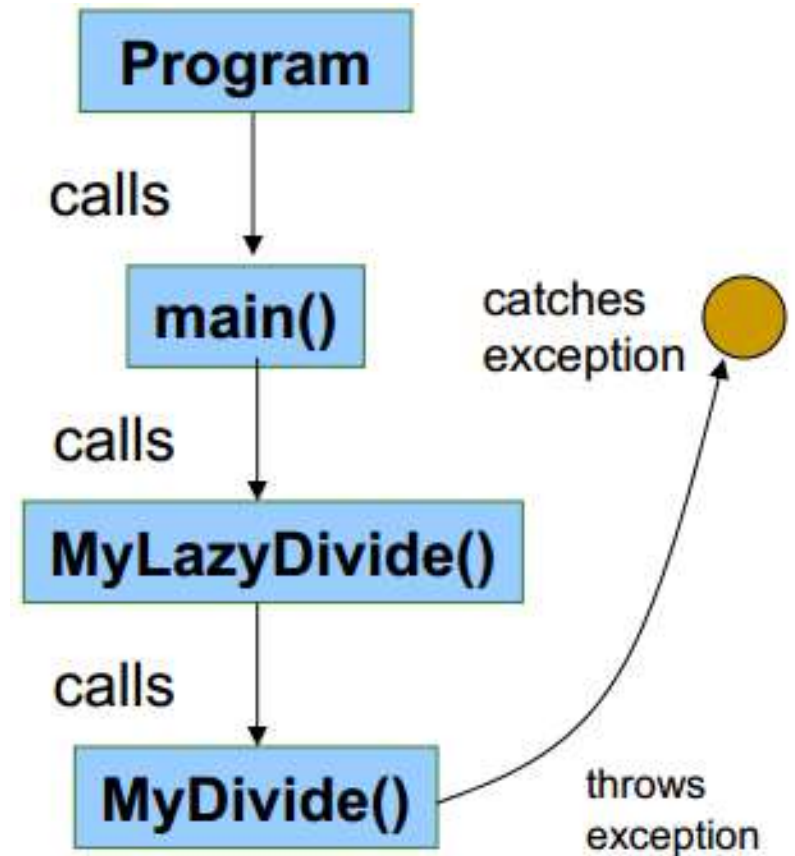 Program
calls
main()
catches
exception
calls
MyLazyDivide()
calls
MyDivide()
throws
exception